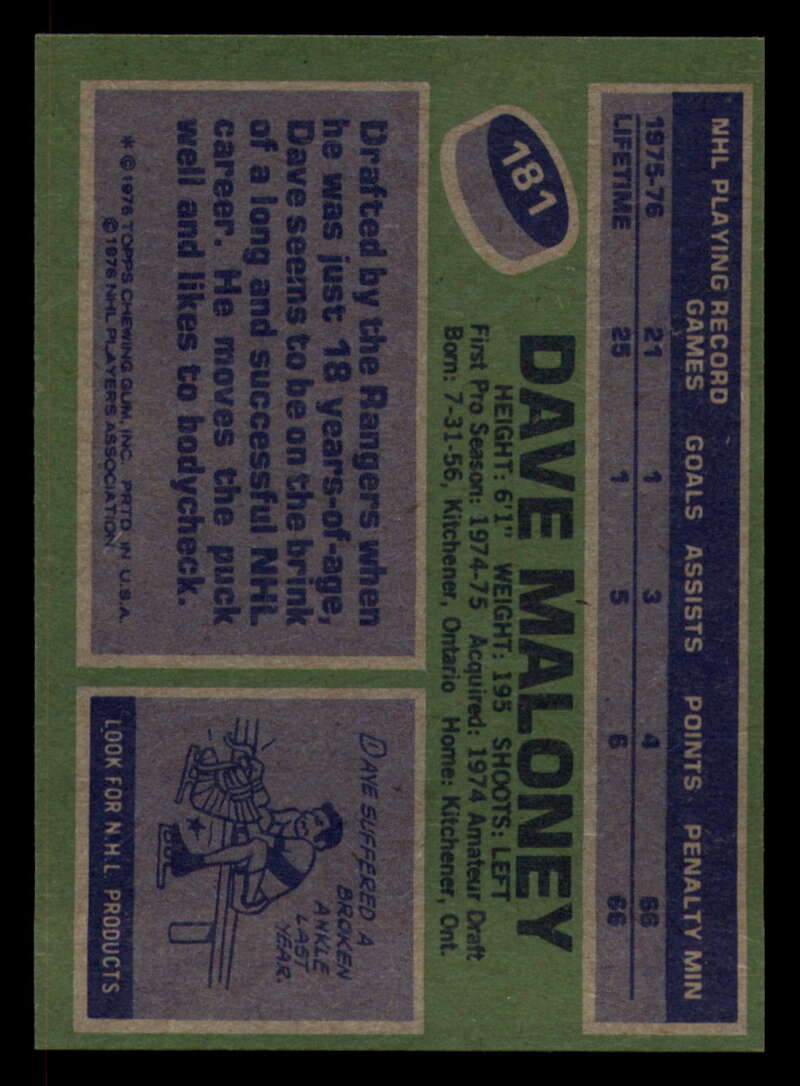 NHL PLAYING RECORD
GAMES GOALS ASSISTS POINTS PENALTY MIN
1975-76 21 1 3 4 66
LIFETIME 25 1 5 6 66
181
DAVE MALONEY
HEIGHT: 6'1" WEIGHT: 195 SHOOTS: LEFT
First Pro Season: 1974-75 Acquired: 1974 Amateur Draft
Born: 7-31-56, Kitchener, Ontario Home: Kitchener, Ont.
Drafted by the Rangers when
he was just 18 years-of-age,
Dave seems to be on the brink
of a long and successful NHL
career. He moves the puck
well and likes to bodycheck.
* © 1976 TOPPS CHEWING GUM, INC. PRTD. IN U.S.A.
© 1976 NHL PLAYERS ASSOCIATION
DAVE SUFFERED A
BROKEN
ANKLE
LAST
YEAR.
LOOK FOR N.H.L. PRODUCTS